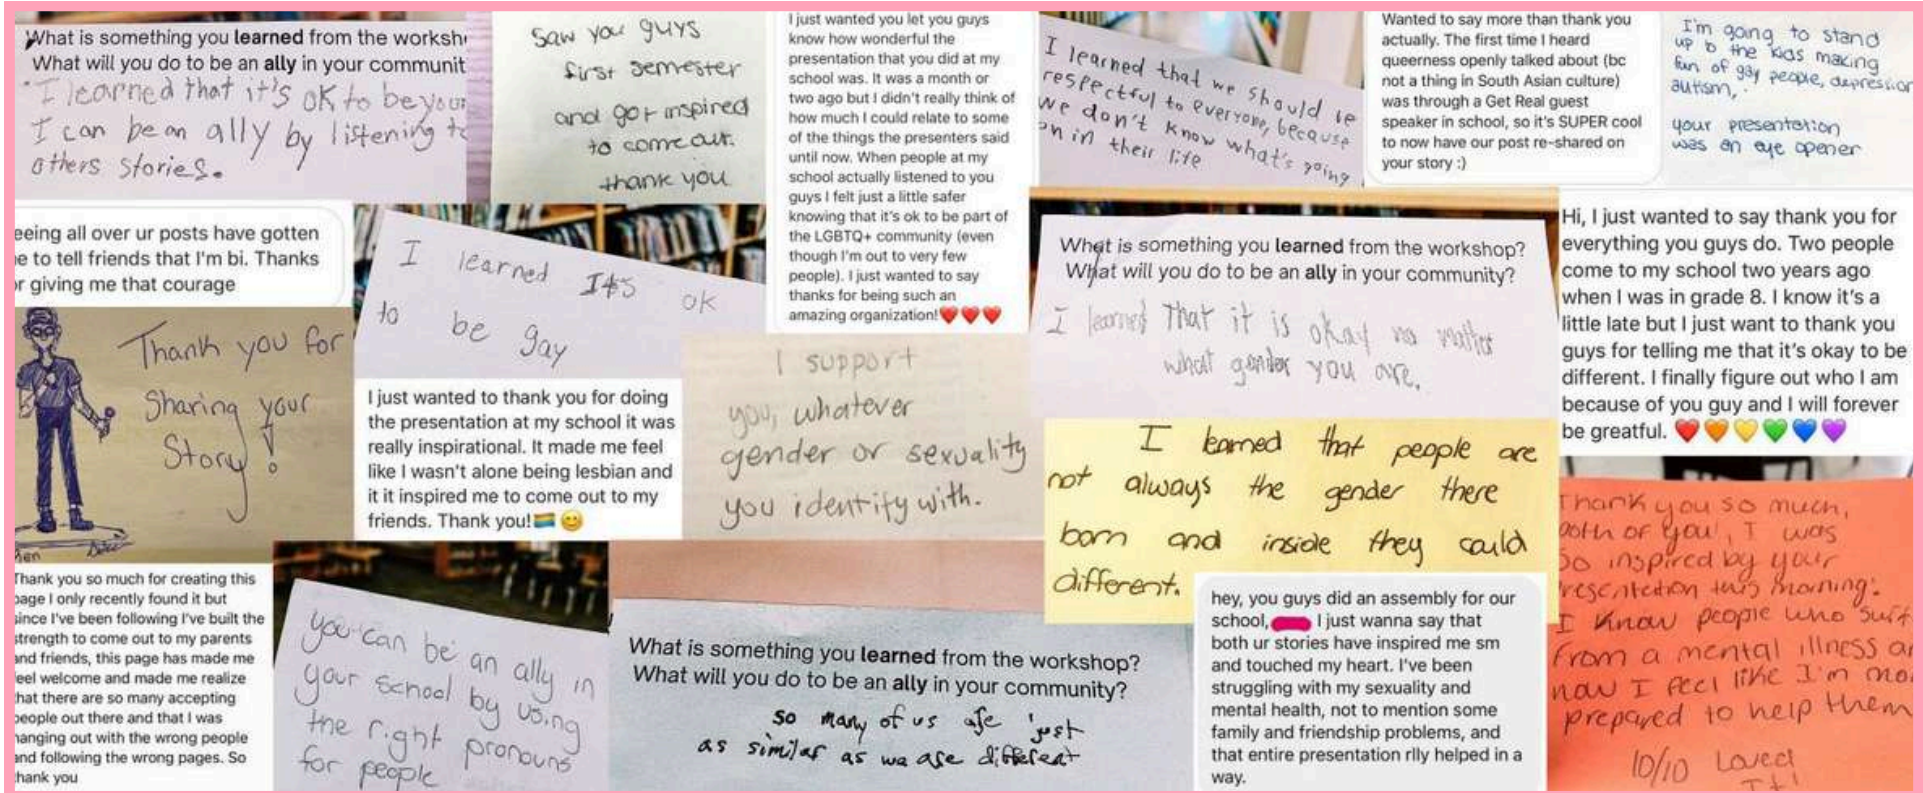 What is something you learned from the worksh
What will you do to be an ally in your communit
I learned that it's ok to be your
I can be an ally by listening to
others stories.
Saw you guys
first semester
and got inspired
to come out.
thank you
I just wanted you let you guys
know how wonderful the
presentation that you did at my
school was. It was a month or
two ago but I didn't really think of
how much I could relate to some
of the things the presenters said
until now. When people at my
school actually listened to you
guys I felt just a little safer
knowing that it's ok to be part of
the LGBTQ+ community (even
though I'm out to very few
people). I just wanted to say
thanks for being such an
amazing organization!❤️❤️❤️
I learned that we should be
respectful to everyone, because
we don't know what's going
on in their life
Wanted to say more than thank you
actually. The first time I heard
queerness openly talked about (bc
not a thing in South Asian culture)
was through a Get Real guest
speaker in school, so it's SUPER cool
to now have our post re-shared on
your story :)
I'm going to stand
up to the kids making
fun of gay people, depression
autism,
your presentation
was an eye opener
eeing all over ur posts have gotten
e to tell friends that I'm bi. Thanks
r giving me that courage
I learned It's ok
to be gay
What is something you learned from the workshop?
What will you do to be an ally in your community?
I learned That it is okay no matter
what gender you are.
Hi, I just wanted to say thank you for
everything you guys do. Two people
come to my school two years ago
when I was in grade 8. I know it's a
little late but I just want to thank you
guys for telling me that it's okay to be
different. I finally figure out who I am
because of you guy and I will forever
be greatful. ❤️🧡💛💚💙💜
Thank you for
Sharing your
Story!
I just wanted to thank you for doing
the presentation at my school it was
really inspirational. It made me feel
like I wasn't alone being lesbian and
it it inspired me to come out to my
friends. Thank you!🏳️‍🌈😊
I support
you, whatever
gender or sexuality
you identify with.
I learned that people are
not always the gender there
born and inside they could
different.
Thank you so much,
both of you! I was
so inspired by your
presentation this morning.
I know people who suff
from a mental illness an
now I feel like I'm mo
prepared to help them
10/10 Loved
It!
Thank you so much for creating this
page I only recently found it but
since I've been following I've built the
strength to come out to my parents
and friends, this page has made me
feel welcome and made me realize
that there are so many accepting
people out there and that I was
hanging out with the wrong people
and following the wrong pages. So
thank you
you can be an ally in
your school by using
the right pronouns
for people
What is something you learned from the workshop?
What will you do to be an ally in your community?
so many of us are just
as similar as we are different
hey, you guys did an assembly for our
school, I just wanna say that
both ur stories have inspired me sm
and touched my heart. I've been
struggling with my sexuality and
mental health, not to mention some
family and friendship problems, and
that entire presentation rlly helped in a
way.